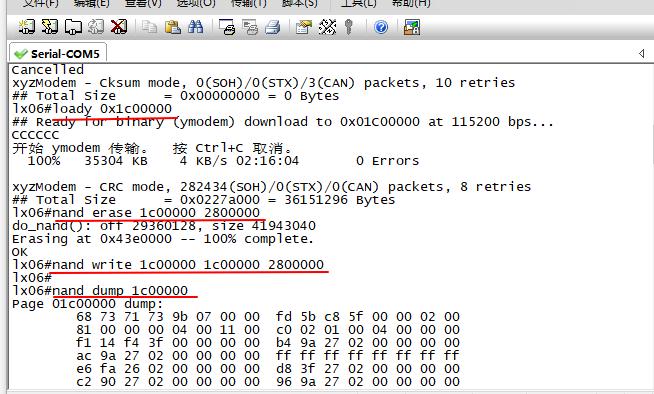 文件(F) 编辑(E) 查看(V) 选项(O) 传输(T) 脚本(S) 工具(L) 帮助(H)
Serial-COM5
Cancelled
xyzModem - Cksum mode, 0(SOH)/0(STX)/3(CAN) packets, 10 retries
## Total Size      = 0x00000000 = 0 Bytes
lx06#loady 0x1c00000
## Ready for binary (ymodem) download to 0x01C00000 at 115200 bps...
CCCCCC
开始 ymodem 传输。  按 Ctrl+C 取消。
  100%   35304 KB    4 KB/s 02:16:04       0 Errors
xyzModem - CRC mode, 282434(SOH)/0(STX)/0(CAN) packets, 8 retries
## Total Size      = 0x0227a000 = 36151296 Bytes
lx06#nand erase 1c00000 2800000
do_nand(): off 29360128, size 41943040
Erasing at 0x43e0000 -- 100% complete.
OK
lx06#nand write 1c00000 1c00000 2800000
lx06#
lx06#nand dump 1c00000
Page 01c00000 dump:
68 73 71 73 9b 07 00 00  fd 5b c8 5f 00 00 02 00
81 00 00 00 04 00 11 00  c0 02 01 00 04 00 00 00
f1 14 f4 3f 00 00 00 00  b4 9a 27 02 00 00 00 00
ac 9a 27 02 00 00 00 00  ff ff ff ff ff ff ff ff
e6 fa 26 02 00 00 00 00  d8 3f 27 02 00 00 00 00
c2 90 27 02 00 00 00 00  96 9a 27 02 00 00 00 00